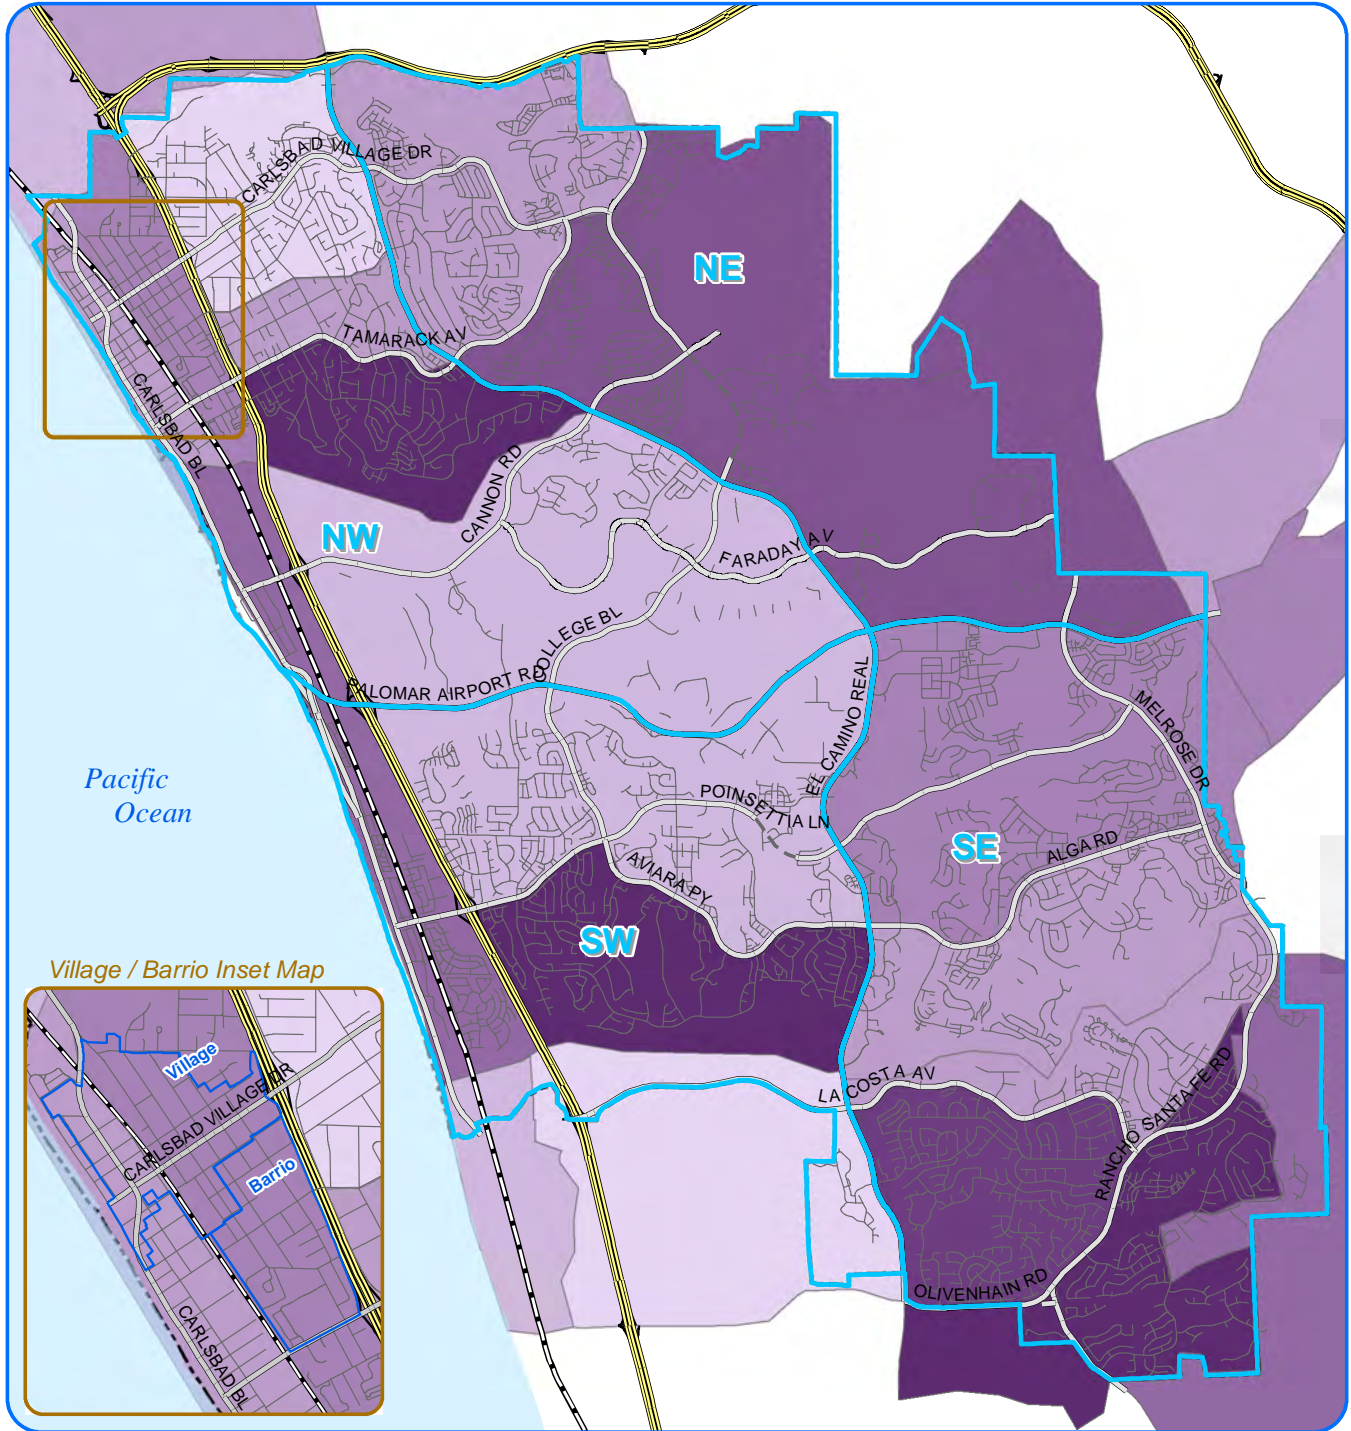 CARLSBAD VILLAGE DR
NE
TAMARACK AV
CARLSBAD BL
CANNON RD
NW
FARADAY AV
COLLEGE BL
PALOMAR AIRPORT RD
EL CAMINO REAL
MELROSE DR
Pacific
Ocean
POINSETTIA LN
SE
ALGA RD
AVIARA PY
SW
Village / Barrio Inset Map
Village
CARLSBAD VILLAGE DR
Barrio
CARLSBAD BL
LA COSTA AV
RANCHO SANTA FE RD
OLIVENHAIN RD